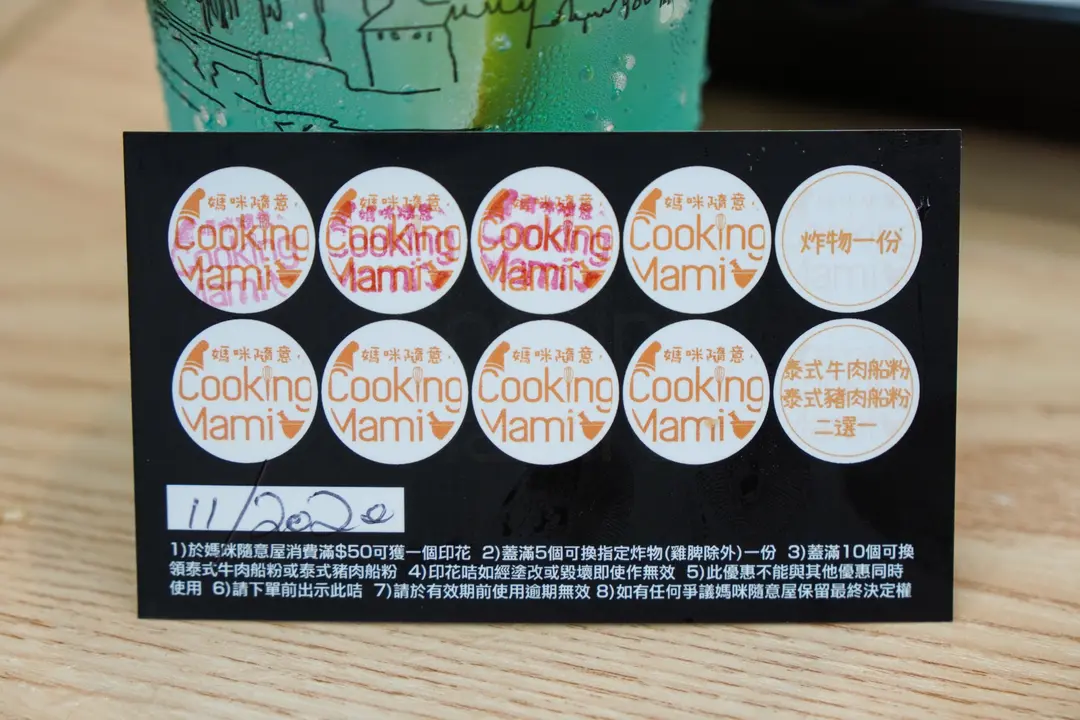 媽咪隨意
Cooking
Mami
媽咪隨意
Cooking
Mami
媽咪隨意
Cooking
Mami
媽咪隨意
Cooking
Mami
炸物一份
媽咪隨意
Cooking
Mami
媽咪隨意
Cooking
Mami
媽咪隨意
Cooking
Mami
媽咪隨意
Cooking
Mami
泰式牛肉船粉
泰式豬肉船粉
二選一
11/2020
1)於媽咪隨意屋消費滿$50可獲一個印花 2)蓋滿5個可換指定炸物(雞脾除外)一份 3)蓋滿10個可換
領泰式牛肉船粉或泰式豬肉船粉 4)印花咭如經塗改或毀壞即使作無效 5)此優惠不能與其他優惠同時
使用 6)請下單前出示此咭 7)請於有效期前使用逾期無效 8)如有任何爭議媽咪隨意屋保留最終決定權